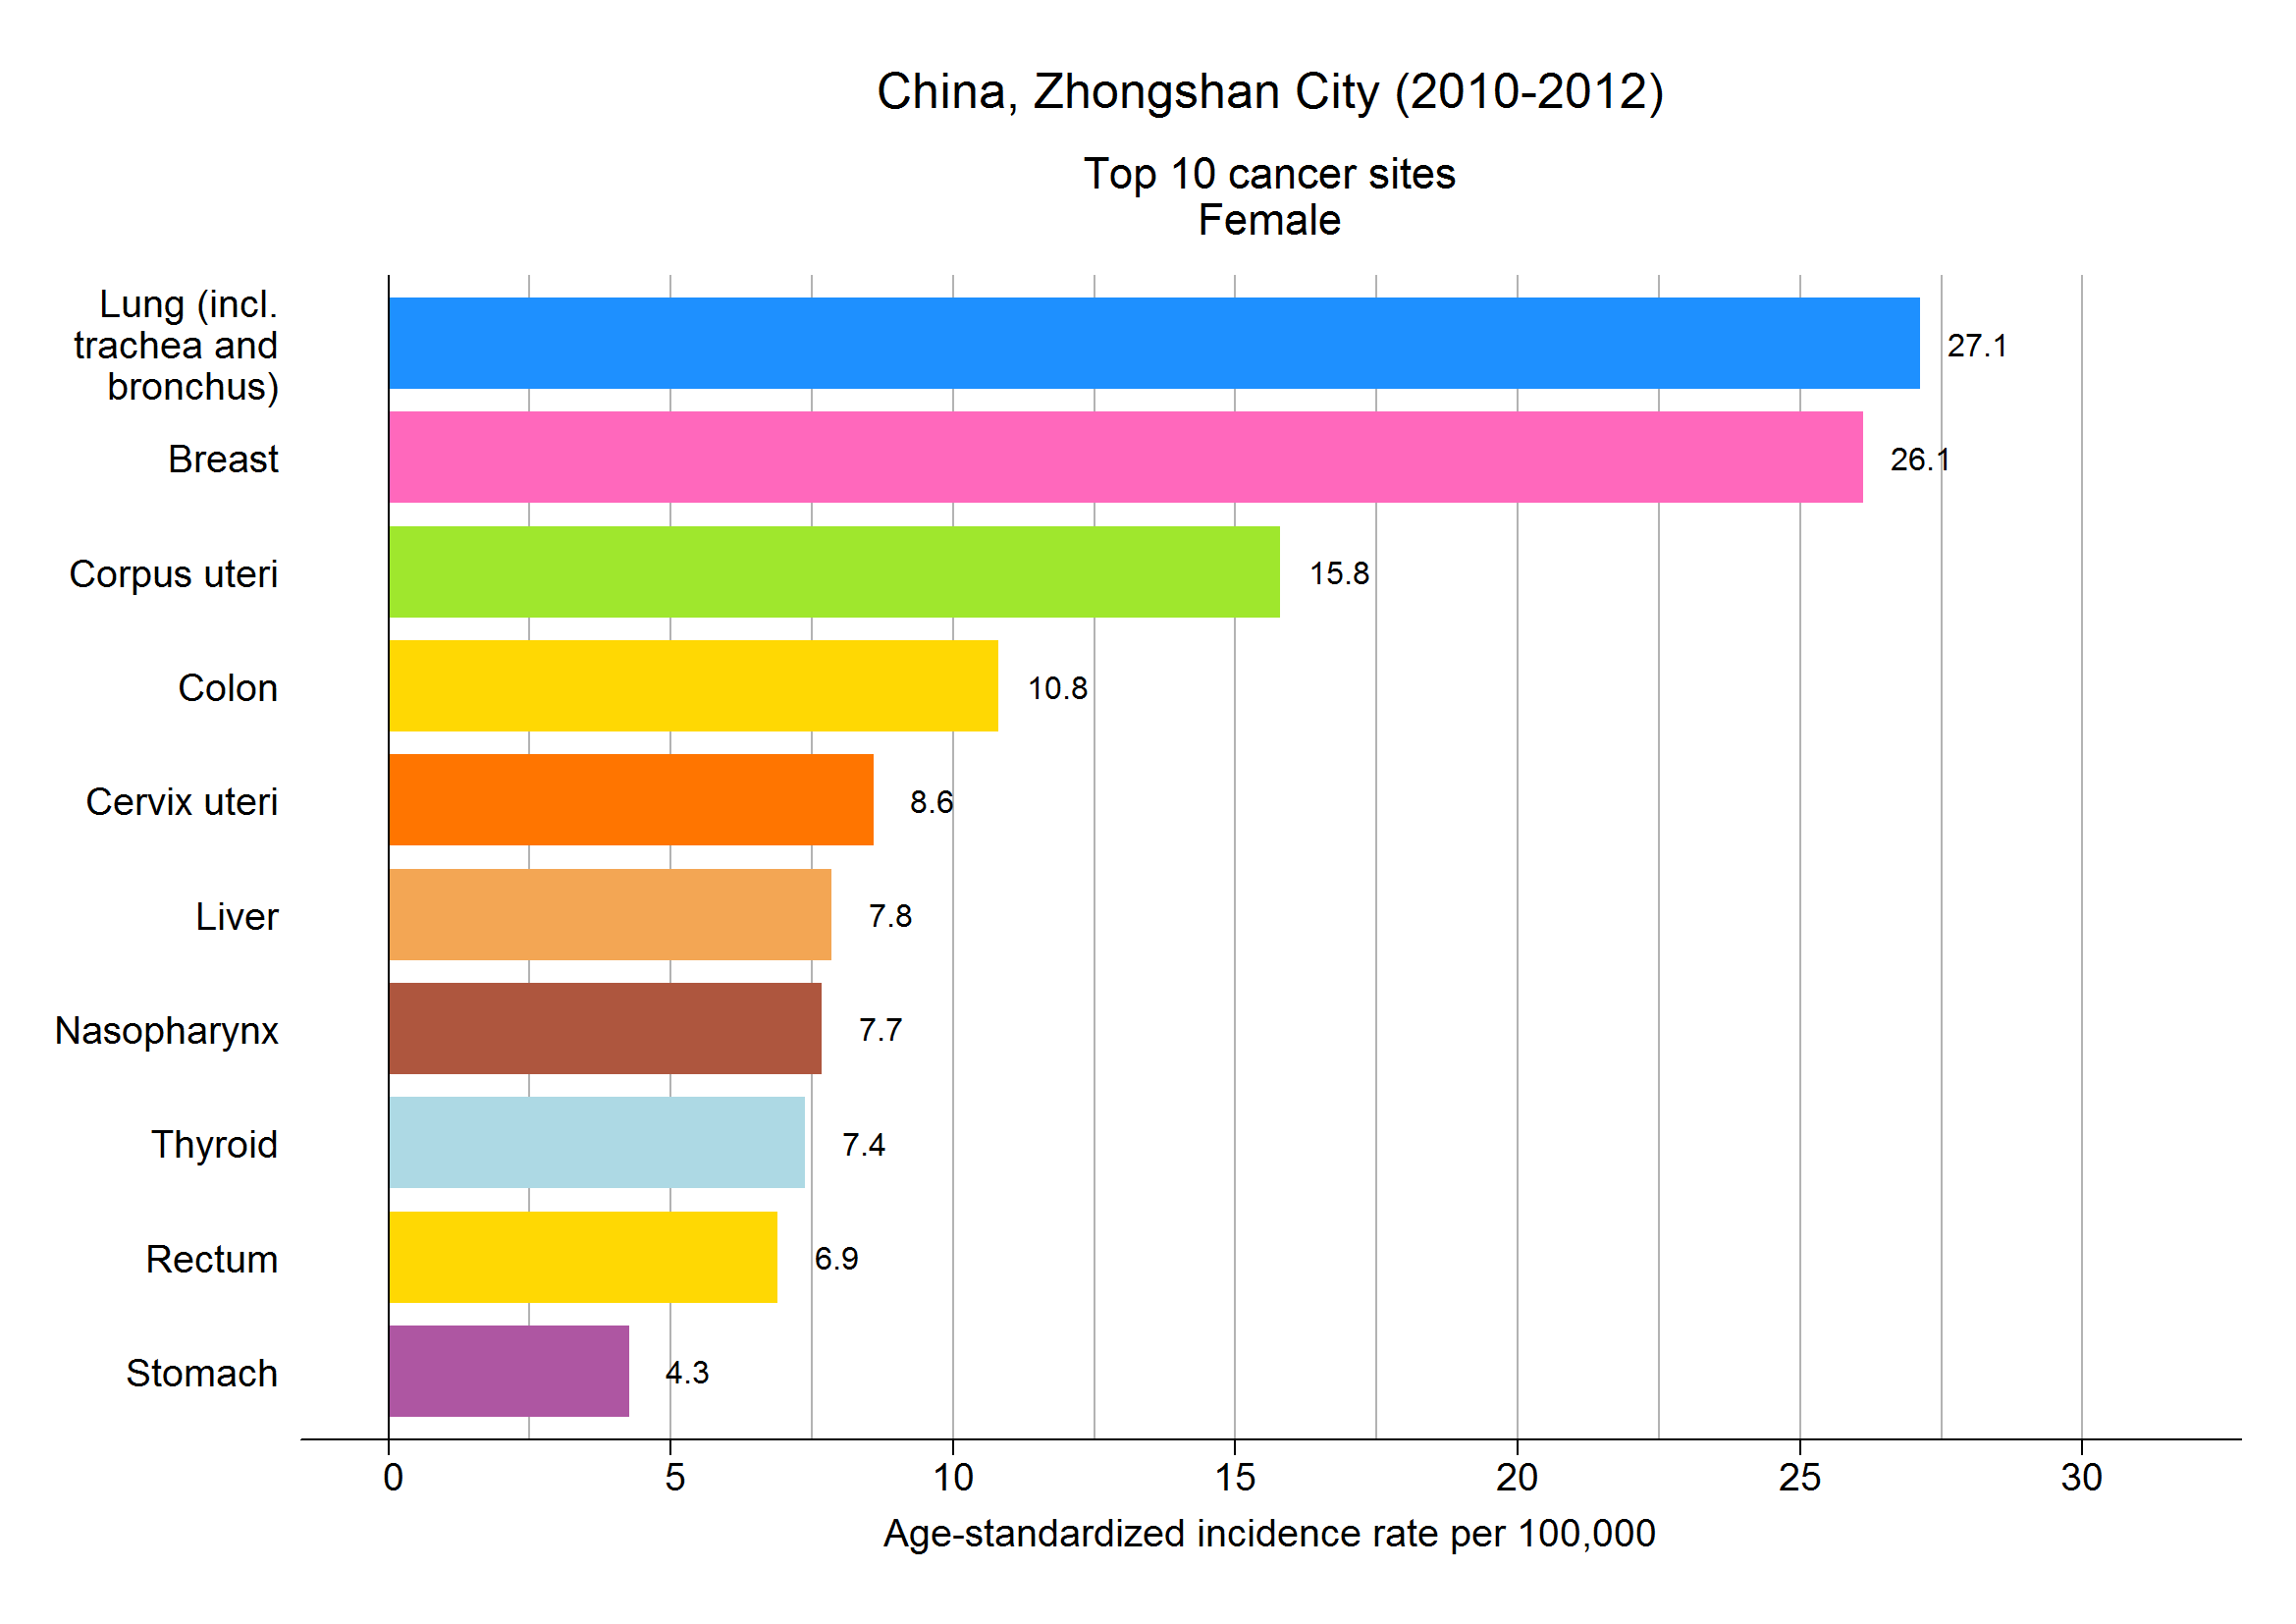 China, Zhongshan City (2010-2012)
Top 10 cancer sites
Female
Lung (incl.
trachea and
bronchus)
27.1
Breast
26.1
Corpus uteri
15.8
Colon
10.8
Cervix uteri
8.6
Liver
7.8
Nasopharynx
7.7
Thyroid
7.4
Rectum
6.9
Stomach
4.3
0 5 10 15 20 25 30
Age-standardized incidence rate per 100,000